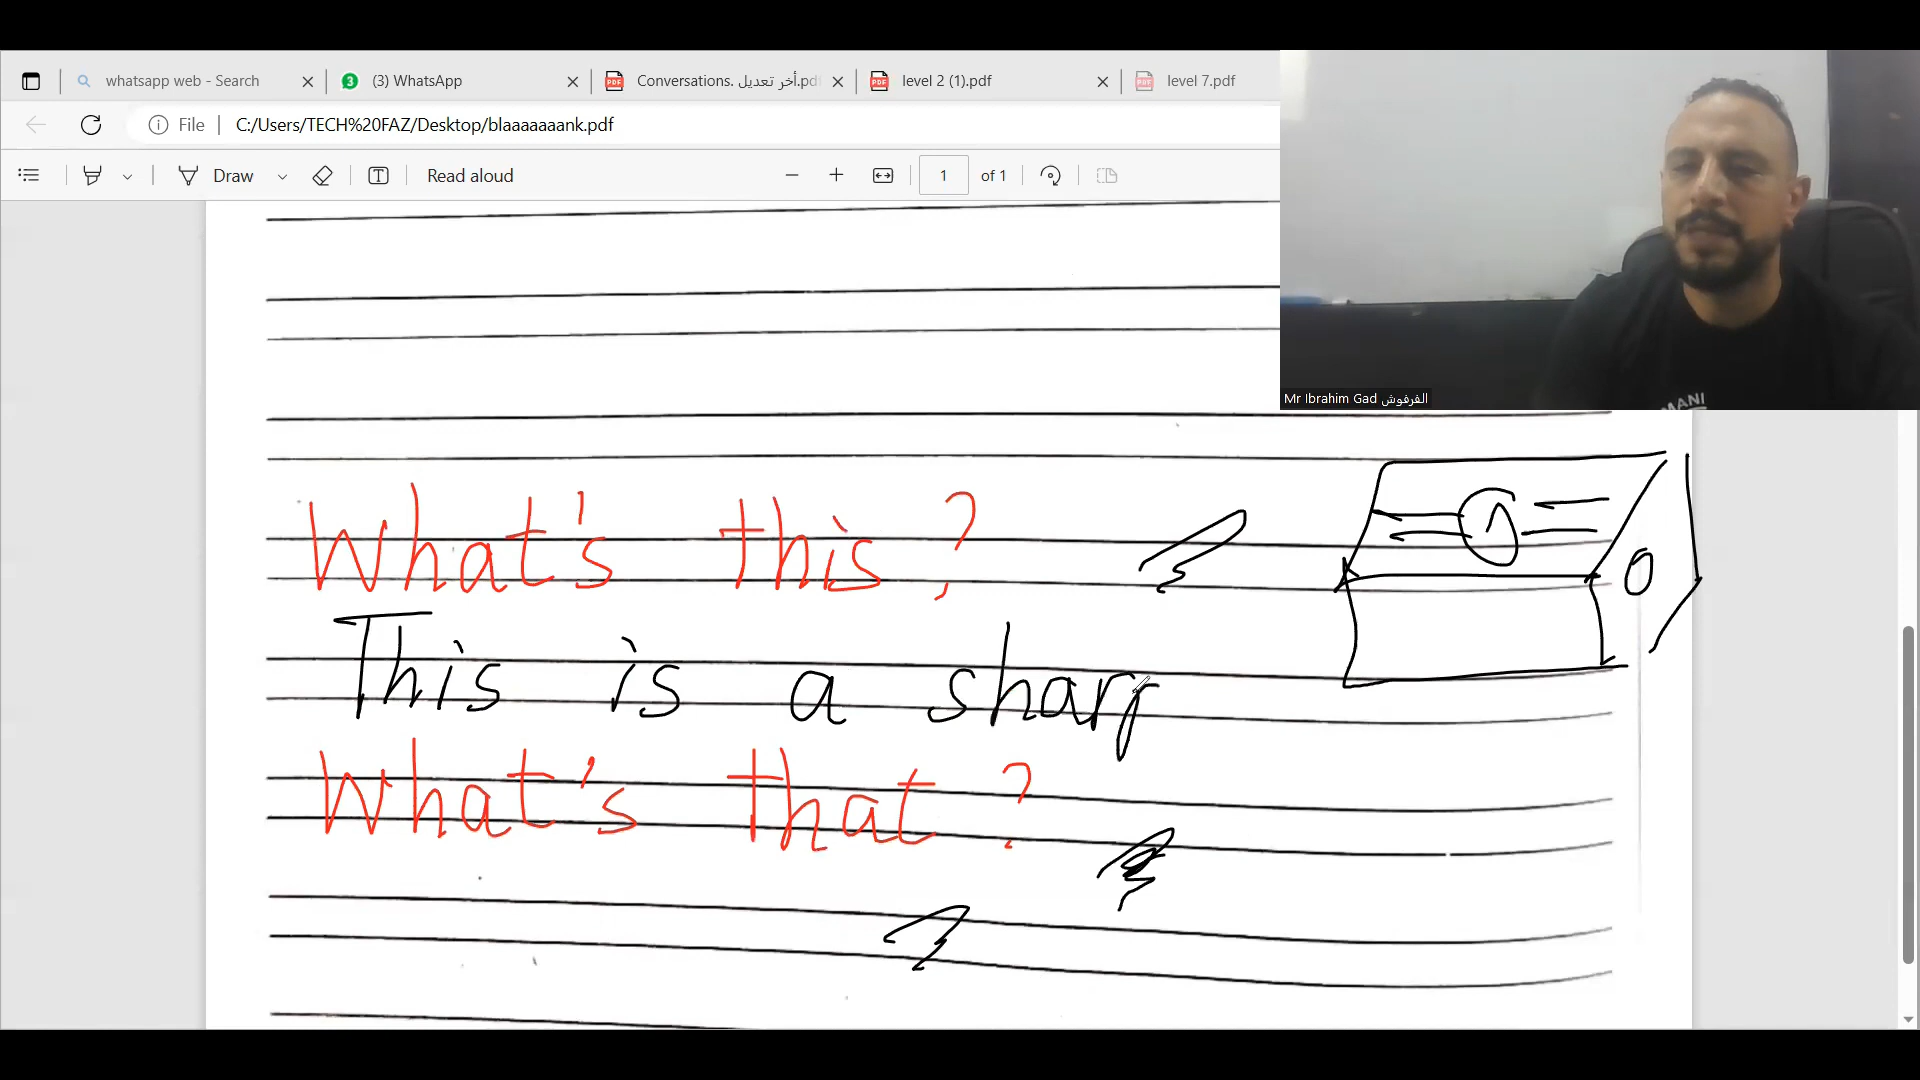 whatsapp web - Search
(3) WhatsApp
Conversations. أخر تعديل.pdf
level 2 (1).pdf
level 7.pdf
File C:/Users/TECH%20FAZ/Desktop/blaaaaaaank.pdf
Draw
Read aloud
1 of 1
MANI
Mr Ibrahim Gad الفرفوش
What's this?
This is a sharp
What's that?